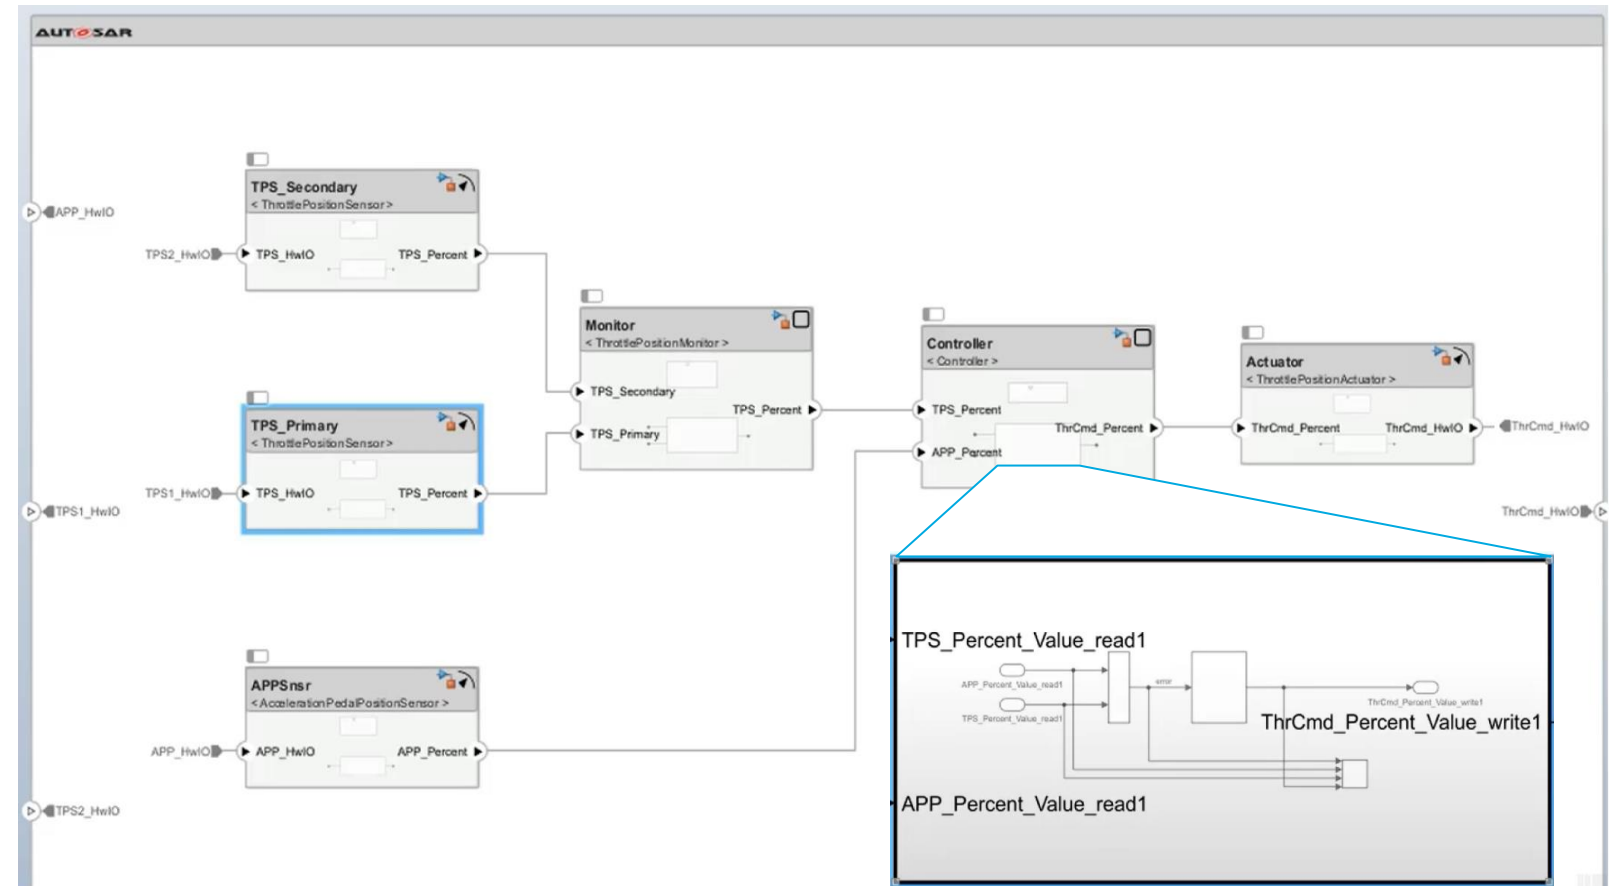 AUTOSAR
TPS_Secondary
< ThrottlePositionSensor >
APP_HwIO
TPS2_HwIO
TPS_HwIO
TPS_Percent
Monitor
< ThrottlePositionMonitor >
TPS_Secondary
TPS_Primary
TPS_Percent
Controller
< Controller >
TPS_Percent
APP_Percent
ThrCmd_Percent
Actuator
< ThrottlePositionActuator >
ThrCmd_Percent
ThrCmd_HwIO
ThrCmd_HwIO
TPS_Primary
< ThrottlePositionSensor >
TPS1_HwIO
TPS_HwIO
TPS_Percent
TPS1_HwIO
ThrCmd_HwIO
APPSnsr
< AccelerationPedalPositionSensor >
APP_HwIO
APP_HwIO
APP_Percent
TPS2_HwIO
TPS_Percent_Value_read1
APP_Percent_Value_read1
TPS_Percent_Value_read1
error
ThrCmd_Percent_Value_write1
ThrCmd_Percent_Value_write1
APP_Percent_Value_read1